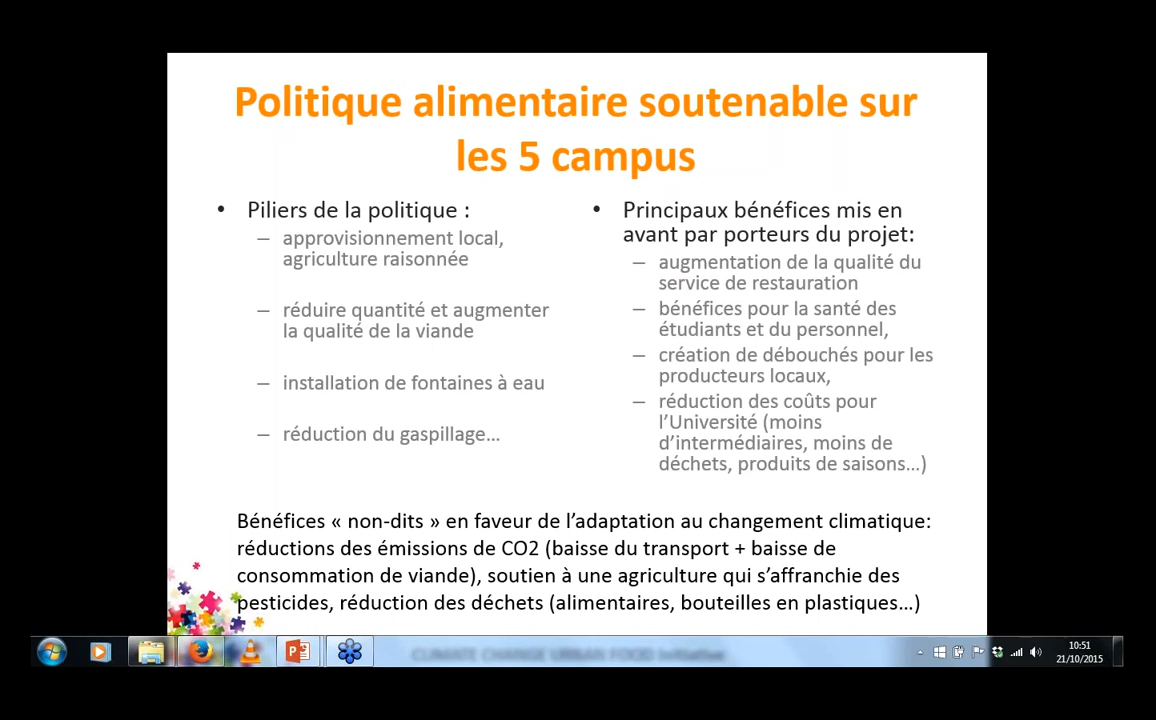 Politique alimentaire soutenable sur
les 5 campus
• Piliers de la politique :
– approvisionnement local,
agriculture raisonnée
– réduire quantité et augmenter
la qualité de la viande
– installation de fontaines à eau
– réduction du gaspillage…
• Principaux bénéfices mis en
avant par porteurs du projet:
– augmentation de la qualité du
service de restauration
– bénéfices pour la santé des
étudiants et du personnel,
– création de débouchés pour les
producteurs locaux,
– réduction des coûts pour
l’Université (moins
d’intermédiaires, moins de
déchets, produits de saisons…)
Bénéfices « non-dits » en faveur de l’adaptation au changement climatique:
réductions des émissions de CO2 (baisse du transport + baisse de
consommation de viande), soutien à une agriculture qui s’affranchie des
pesticides, réduction des déchets (alimentaires, bouteilles en plastiques…)
CLIMATE CHANGE URBAN FOOD Initiative
10:51
21/10/2015